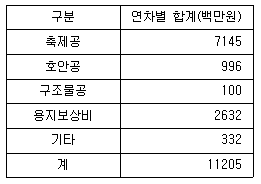 구분 연차별 합계(백만원)
축제공 7145
호안공 996
구조물공 100
용지보상비 2632
기타 332
계 11205